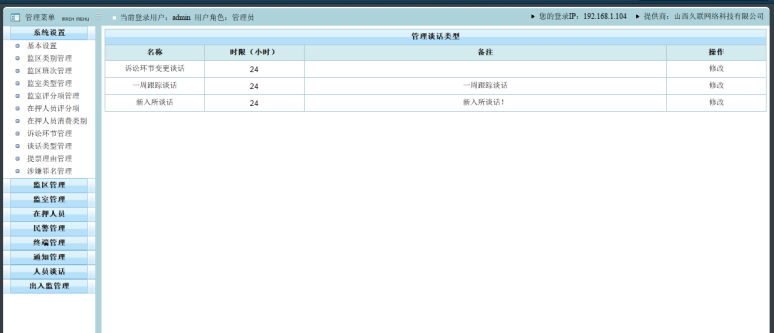 管理菜单 MAIN MENU 当前登录用户：admin 用户角色：管理员 您的登录IP：192.168.1.104 提供商：山西久联网络科技有限公司
系统设置
基本设置
监区类别管理
监区班次管理
监室类型管理
监室评分项管理
在押人员评分项
在押人员消费类别
诉讼环节管理
谈话类型管理
提票理由管理
涉嫌罪名管理
监区管理
监室管理
在押人员
民警管理
终端管理
通知管理
人员谈话
出入监管理
管理谈话类型
名称 时限（小时） 备注 操作
诉讼环节变更谈话 24 修改
一周跟踪谈话 24 一周跟踪谈话 修改
新入所谈话 24 新入所谈话! 修改